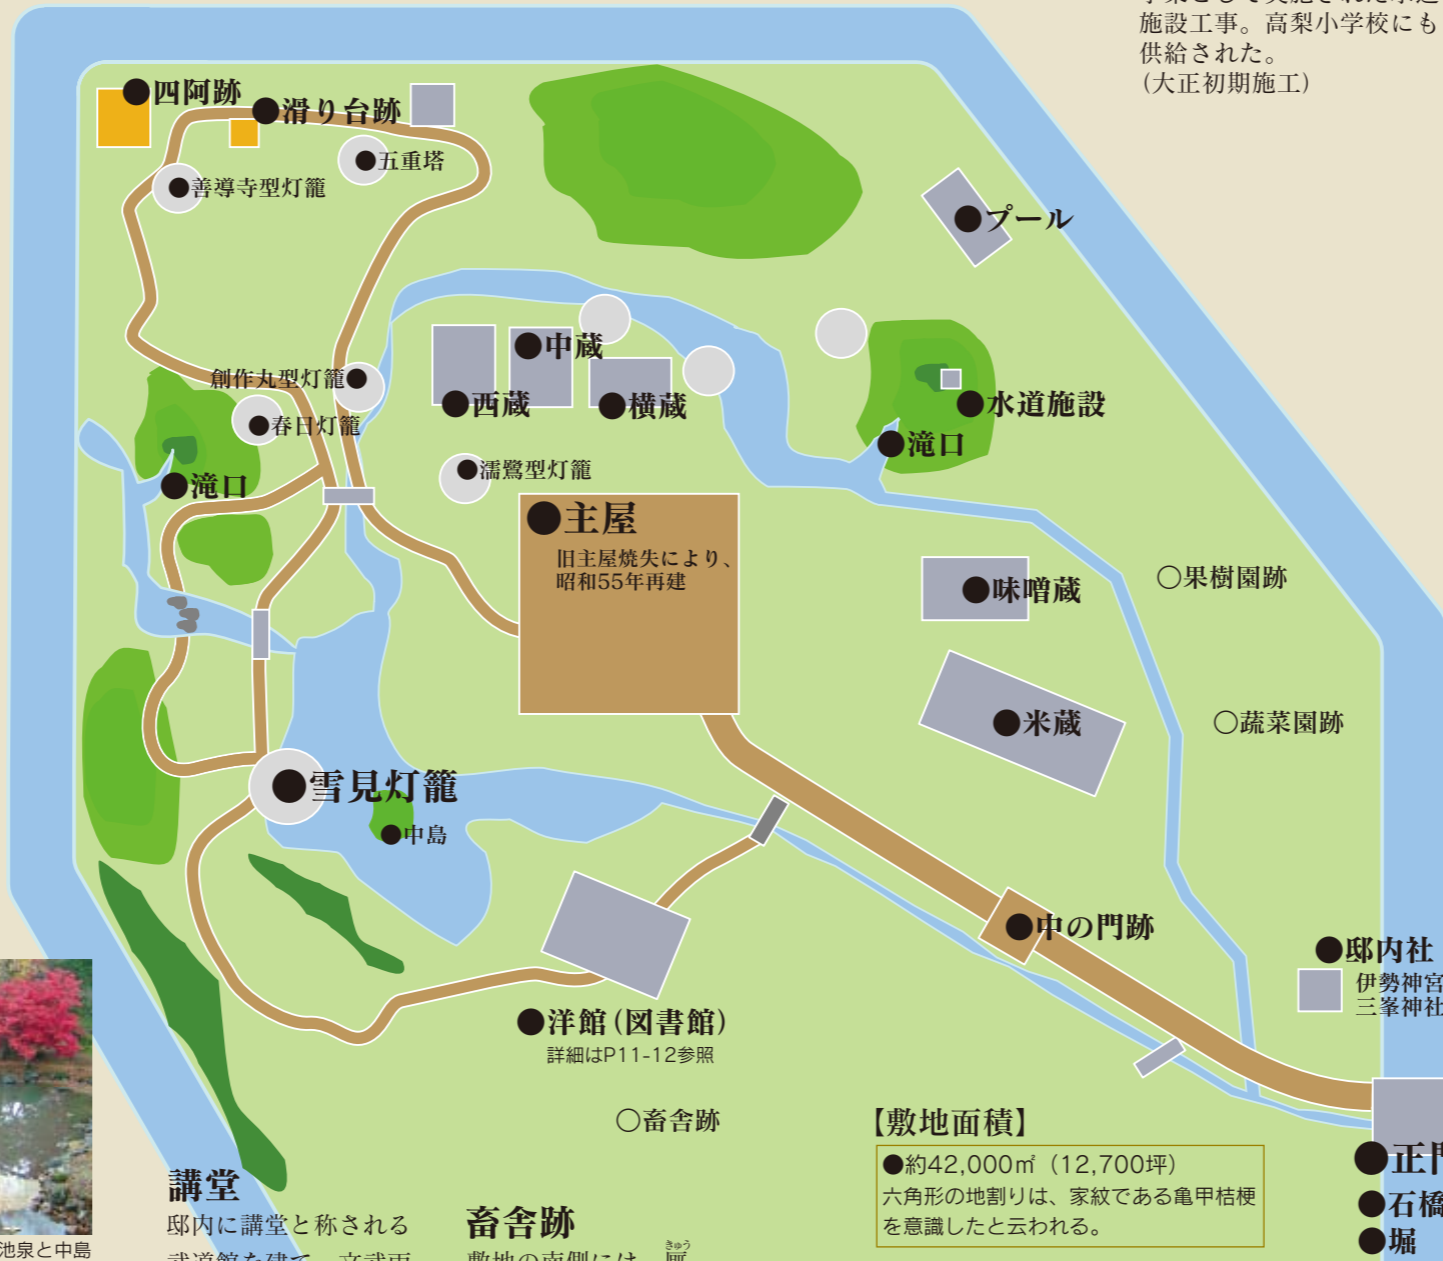 施設工事。高梨小学校にも
供給された。
(大正初期施工)
●四阿跡
●滑り台跡
●五重塔
●善導寺型灯籠
●プール
●中蔵
創作丸型灯籠●
●西蔵
●横蔵
●水道施設
●春日灯籠
●滝口
●濡鷺型灯籠
●滝口
●主屋
旧主屋焼失により、
昭和55年再建
○果樹園跡
●味噌蔵
○蔬菜園跡
●米蔵
●雪見灯籠
●中島
●中の門跡
●邸内社
伊勢神宮
三峯神社
●洋館(図書館)
詳細はP11-12参照
○畜舎跡
【敷地面積】
●約42,000㎡(12,700坪)
六角形の地割りは、家紋である亀甲桔梗
を意識したと云われる。
●正門
●石橋
●堀
講堂
邸内に講堂と称される
畜舎跡
池泉と中島